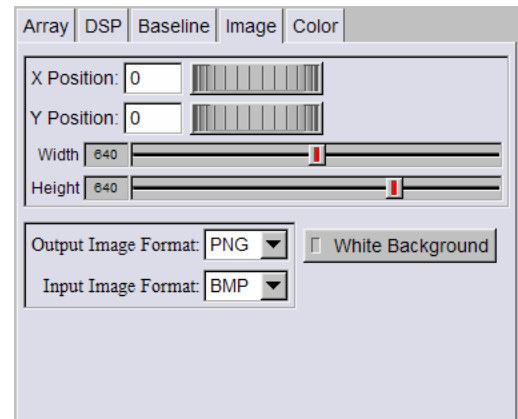 Array DSP Baseline Image Color
X Position: 0
Y Position: 0
Width 640
Height 640
Output Image Format: PNG White Background
Input Image Format: BMP